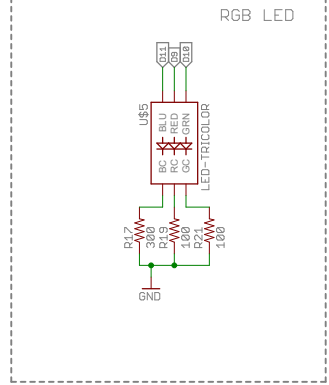 RGB LED
D11
D9
D10
U$5
BLU
RED
GRN
BC
RC
GC
LED-TRICOLOR
R17
300
R19
100
R21
100
GND